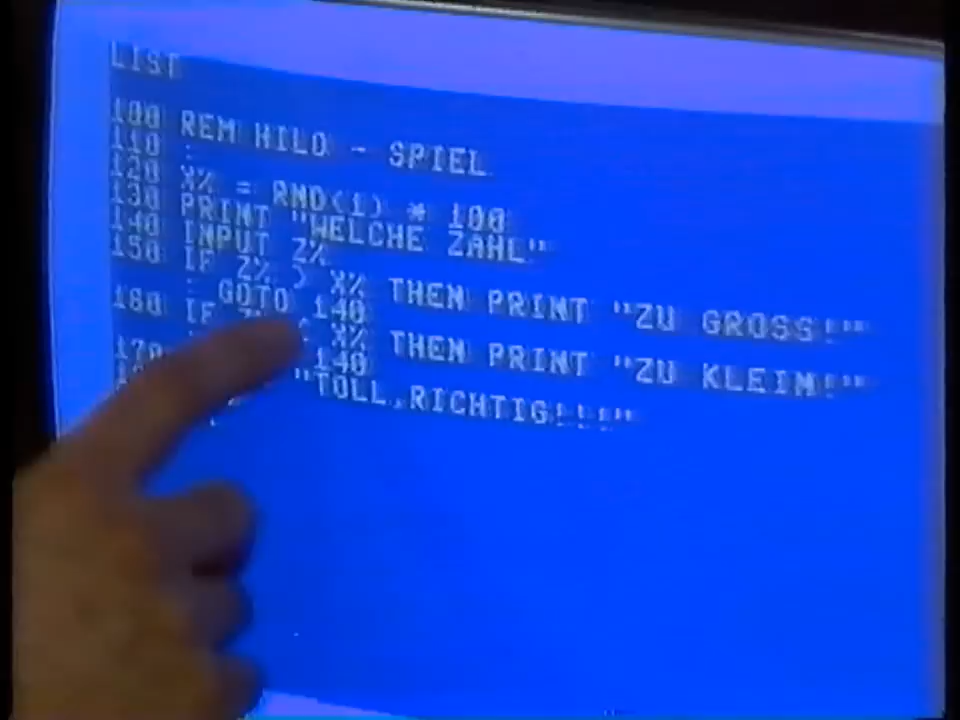 LIST
100 REM HILO - SPIEL
110 :
120 X% = RND(1) * 100
130 PRINT "WELCHE ZAHL"
140 INPUT Z%
150 IF Z% > X% THEN PRINT "ZU GROSS!"
: GOTO 140
160 IF < X% THEN PRINT "ZU KLEIN!"
140
170 "TOLL,RICHTIG!!!"